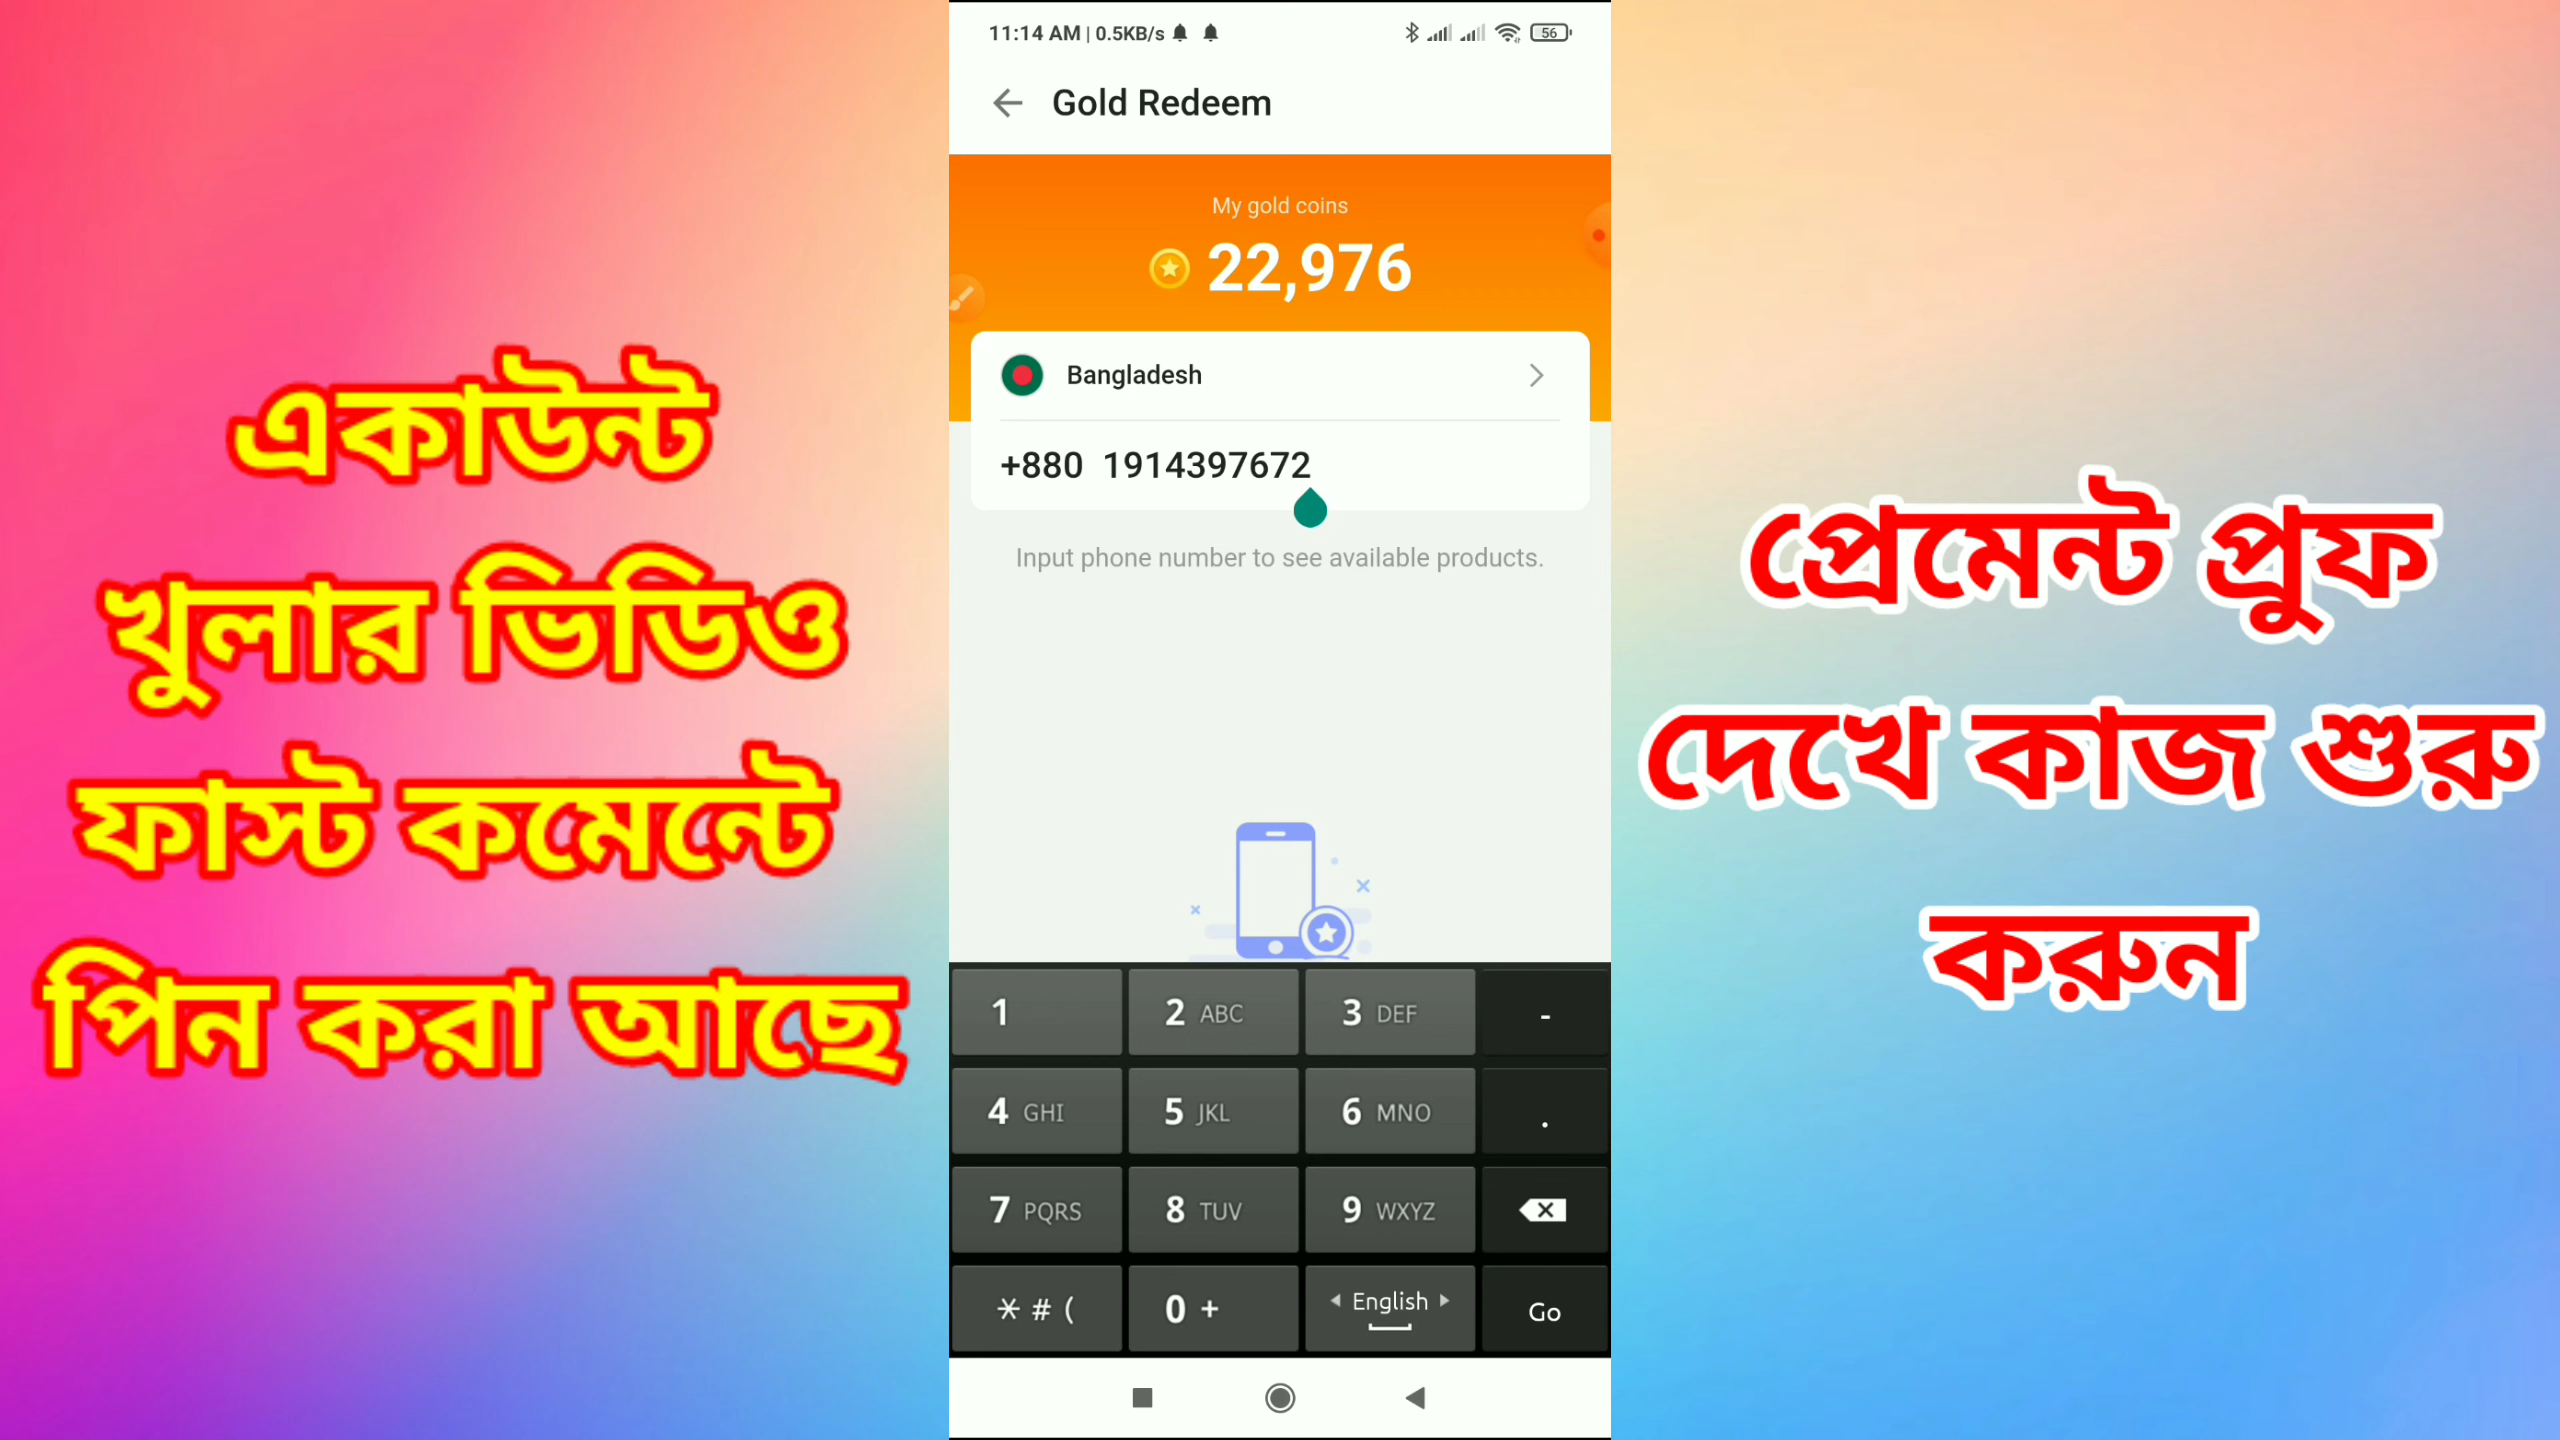 একাউন্ট
খুলার ভিডিও
ফাস্ট কমেন্টে
পিন করা আছে
11:14 AM | 0.5KB/s
56
Gold Redeem
My gold coins
22,976
Bangladesh
+880 1914397672
Input phone number to see available products.
1 2 ABC 3 DEF -
4 GHI 5 JKL 6 MNO .
7 PQRS 8 TUV 9 WXYZ
* # ( 0 + English Go
প্রেমেন্ট প্রুফ
দেখে কাজ শুরু
করুন